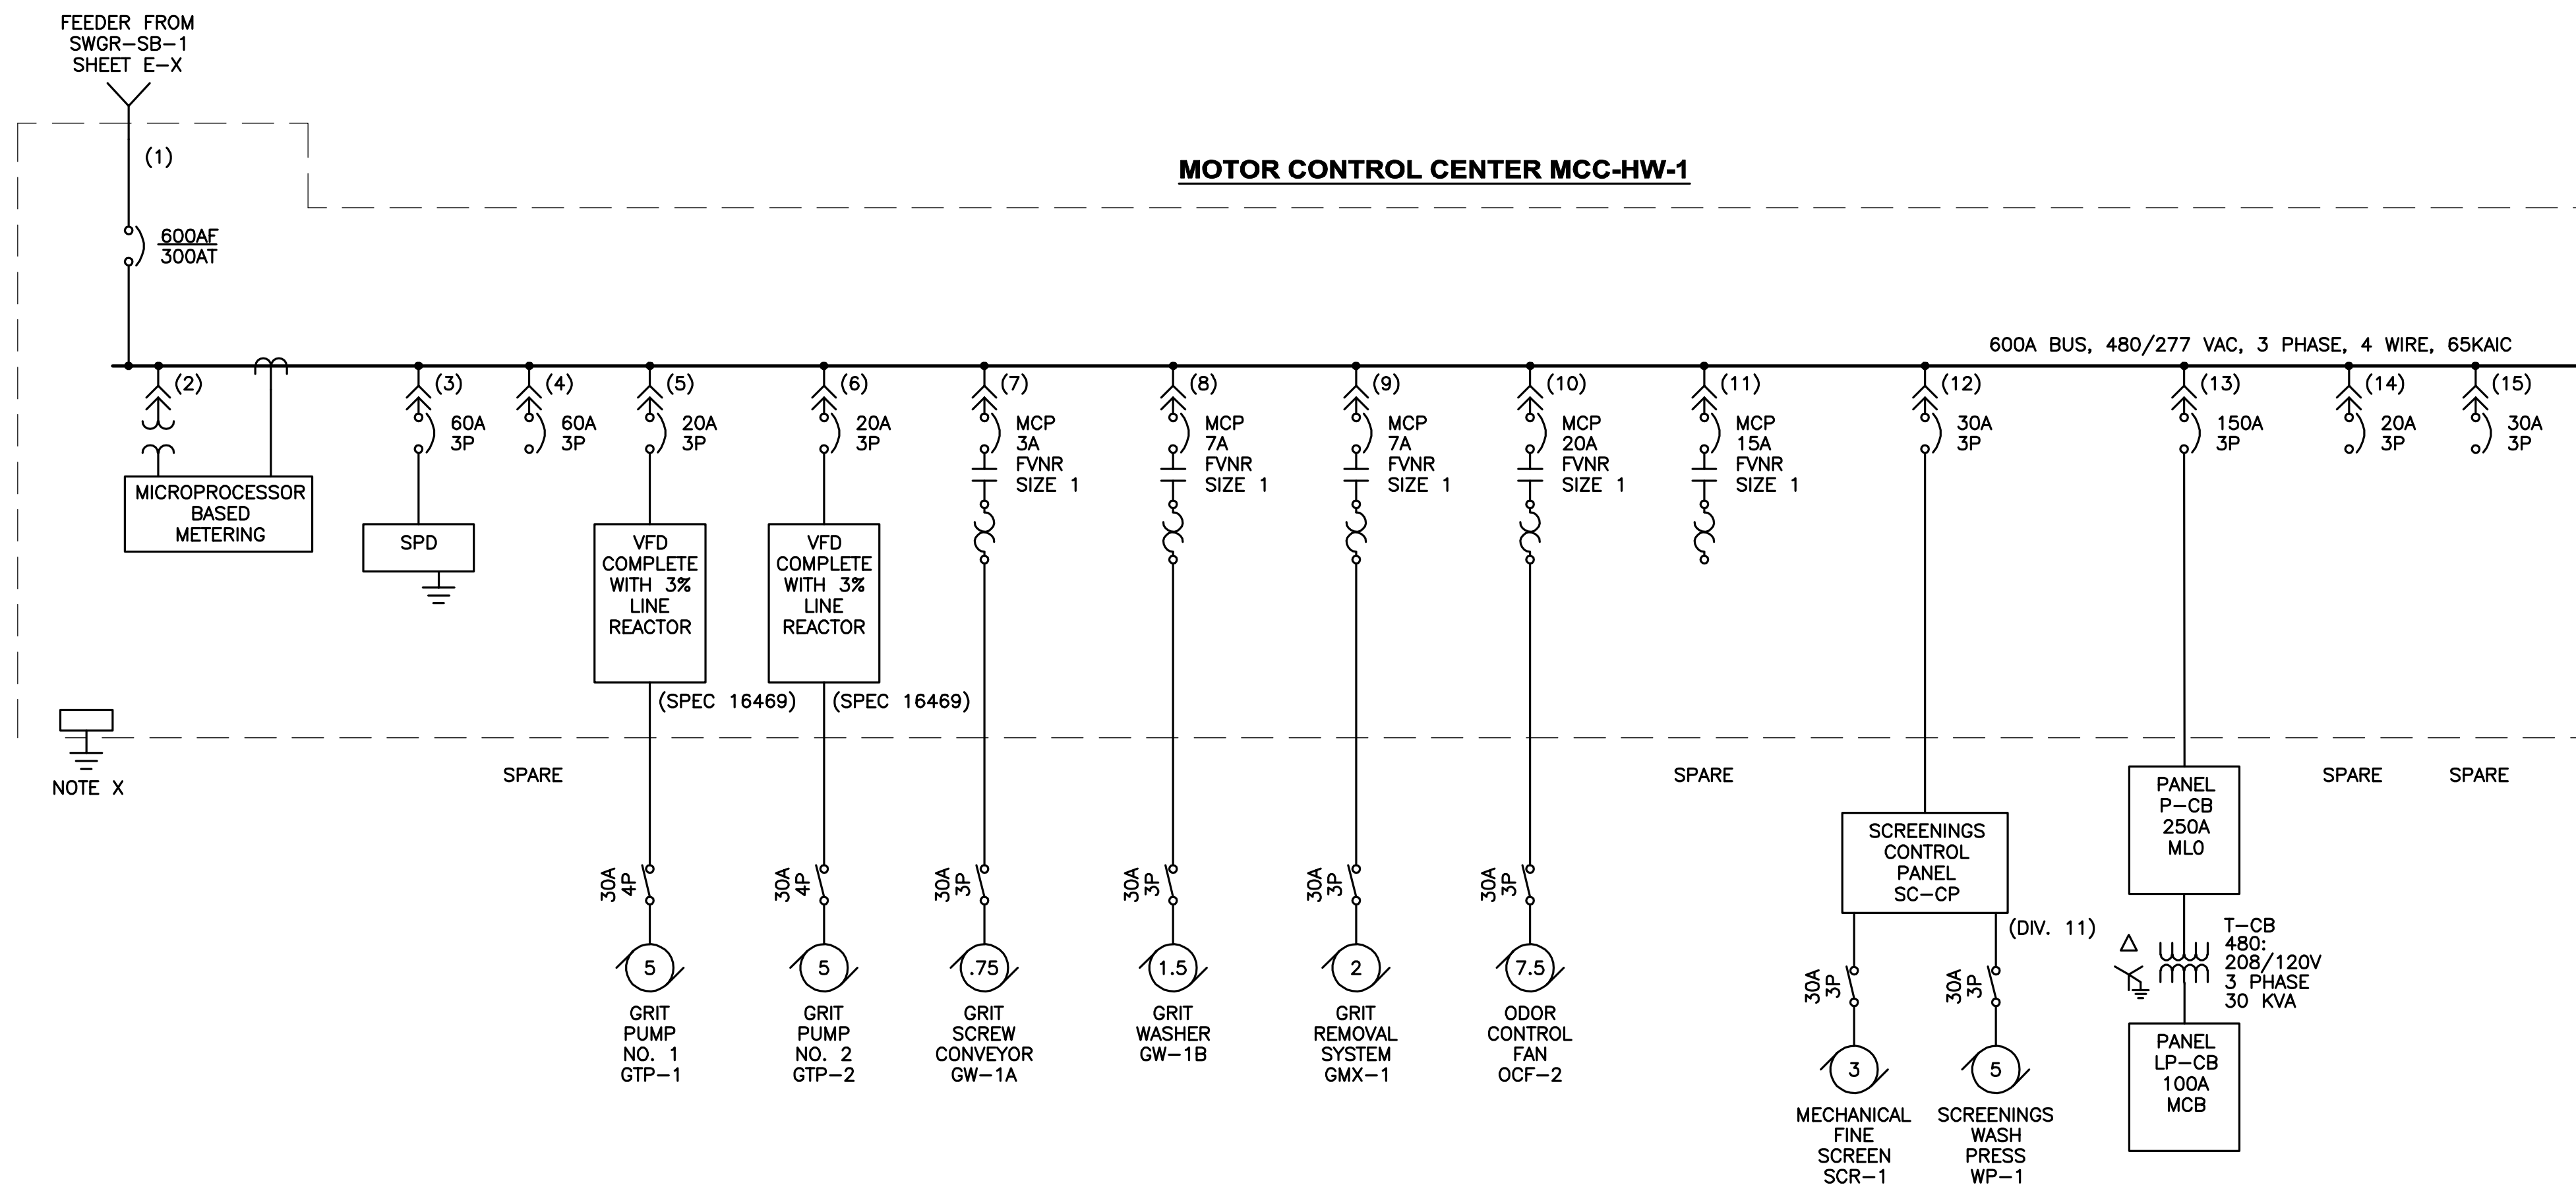 FEEDER FROM
SWGR-SB-1
SHEET E-X
(1)
MOTOR CONTROL CENTER MCC-HW-1
600AF
300AT
600A BUS, 480/277 VAC, 3 PHASE, 4 WIRE, 65KAIC
(2)
MICROPROCESSOR
BASED
METERING
(3)
60A
3P
SPD
(4)
60A
3P
SPARE
(5)
20A
3P
VFD
COMPLETE
WITH 3%
LINE
REACTOR
(SPEC 16469)
30A
4P
5
GRIT
PUMP
NO. 1
GTP-1
(6)
20A
3P
VFD
COMPLETE
WITH 3%
LINE
REACTOR
(SPEC 16469)
30A
4P
5
GRIT
PUMP
NO. 2
GTP-2
(7)
MCP
3A
FVNR
SIZE 1
30A
3P
.75
GRIT
SCREW
CONVEYOR
GW-1A
(8)
MCP
7A
FVNR
SIZE 1
30A
3P
1.5
GRIT
WASHER
GW-1B
(9)
MCP
7A
FVNR
SIZE 1
30A
3P
2
GRIT
REMOVAL
SYSTEM
GMX-1
(10)
MCP
20A
FVNR
SIZE 1
30A
3P
7.5
ODOR
CONTROL
FAN
OCF-2
(11)
MCP
15A
FVNR
SIZE 1
SPARE
(12)
30A
3P
SCREENINGS
CONTROL
PANEL
SC-CP
(DIV. 11)
30A
3P
3
MECHANICAL
FINE
SCREEN
SCR-1
30A
3P
5
SCREENINGS
WASH
PRESS
WP-1
(13)
150A
3P
PANEL
P-CB
250A
MLO
T-CB
480:
208/120V
3 PHASE
30 KVA
PANEL
LP-CB
100A
MCB
(14)
20A
3P
SPARE
(15)
30A
3P
SPARE
NOTE X